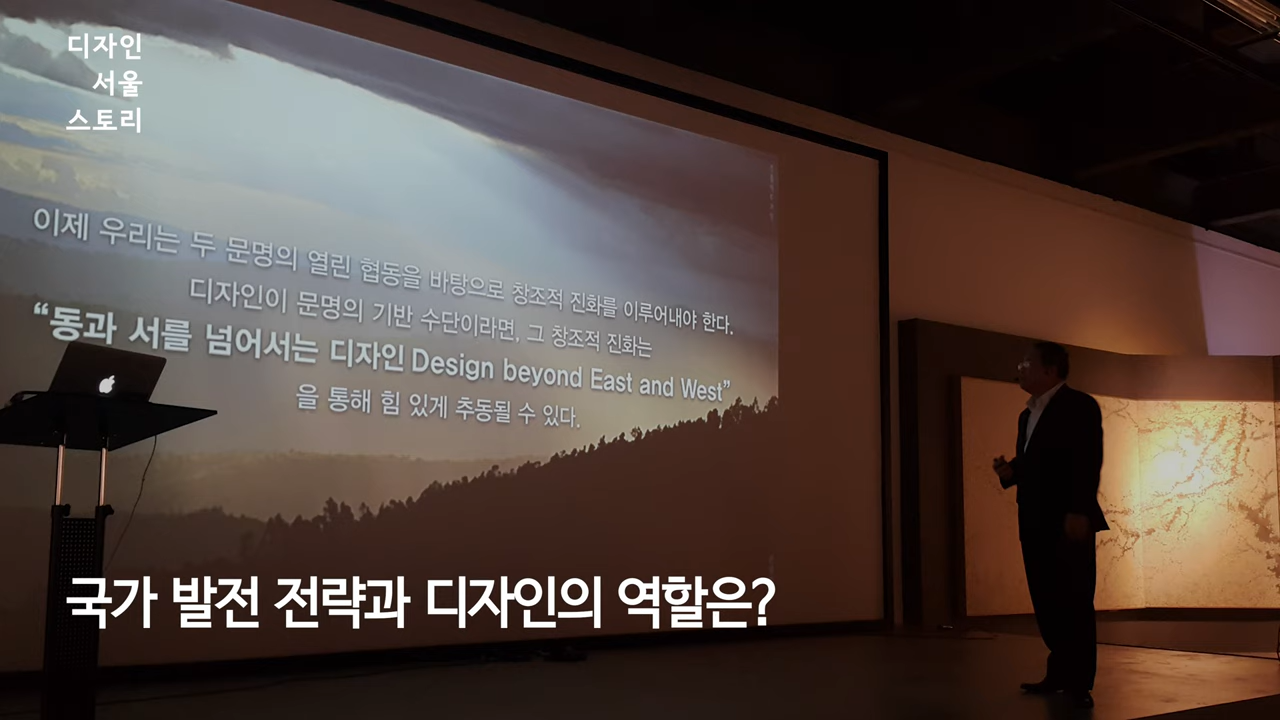 디자인
서울
스토리
이제 우리는 두 문명의 열린 협동을 바탕으로 창조적 진화를 이루어내야 한다.
디자인이 문명의 기반 수단이라면, 그 창조적 진화는
“동과 서를 넘어서는 디자인 Design beyond East and West”
을 통해 힘 있게 추동될 수 있다.
국가 발전 전략과 디자인의 역할은?